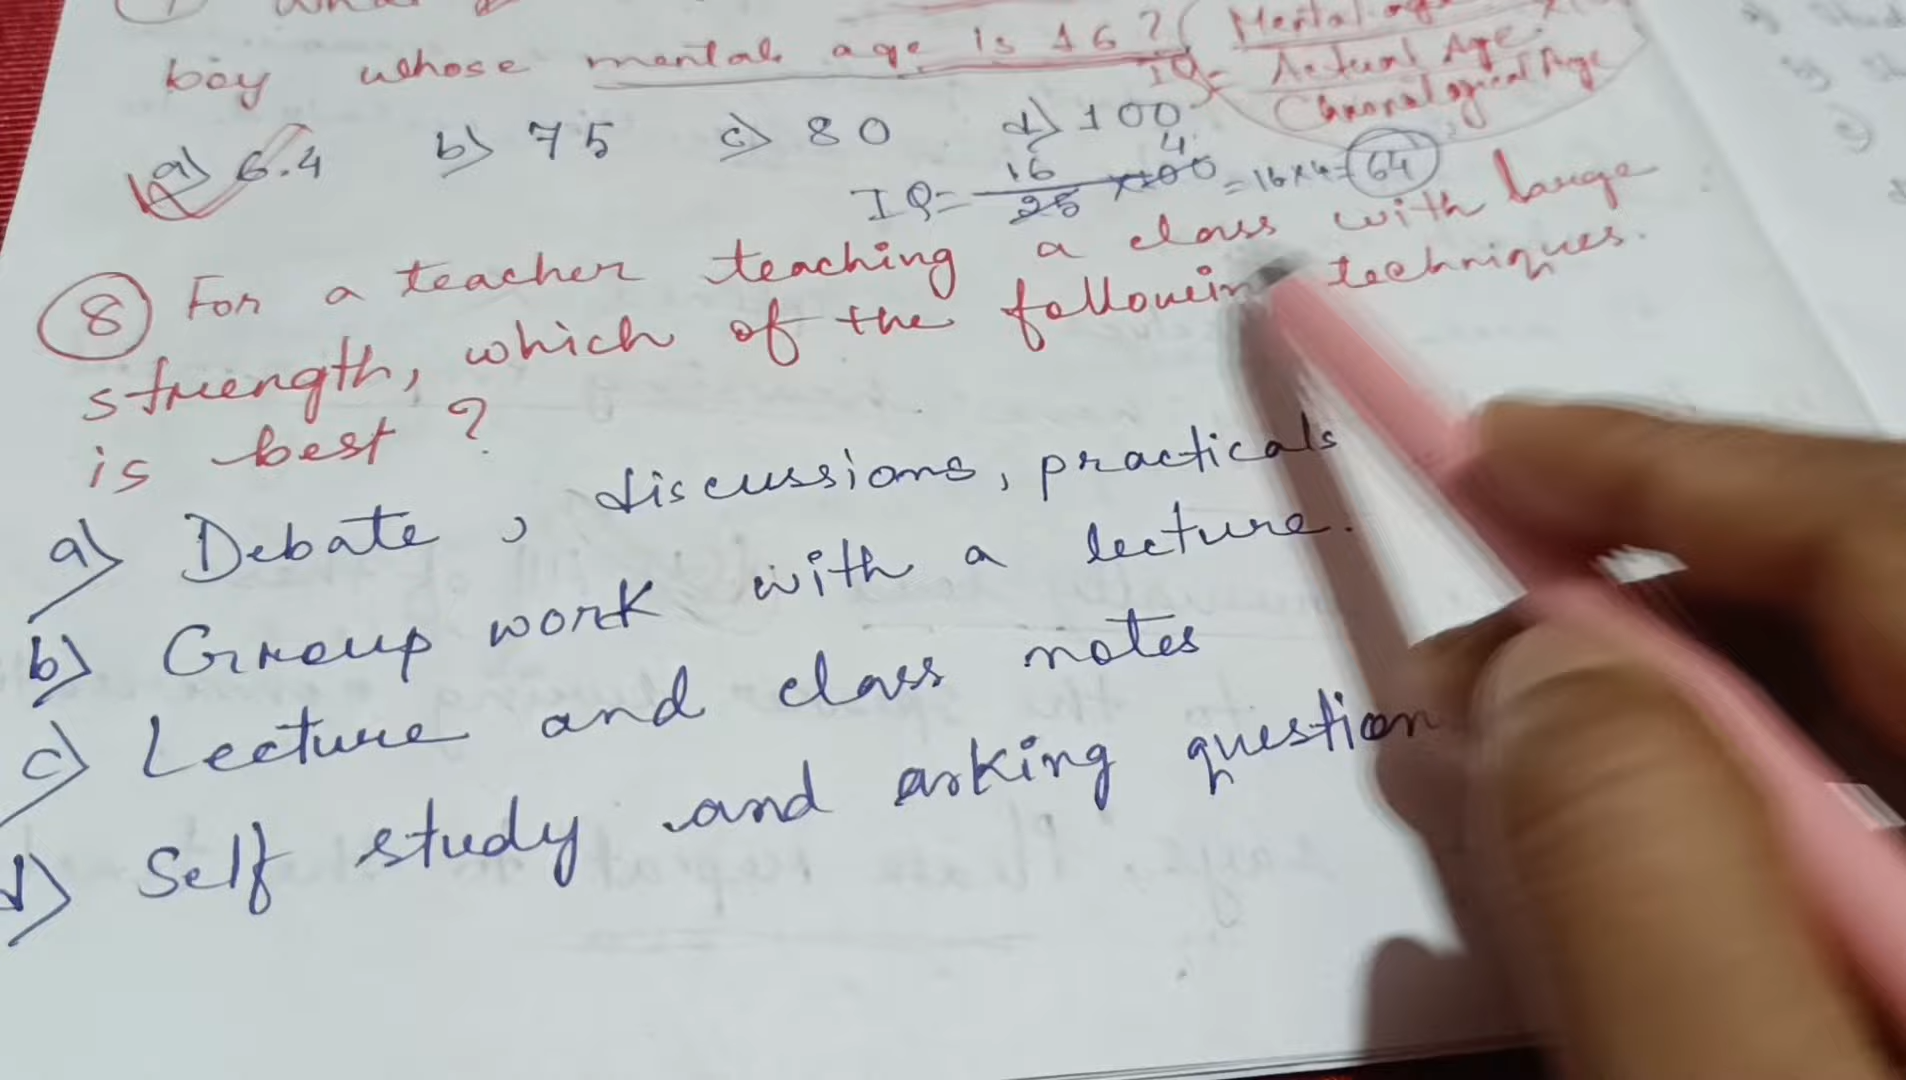 boy whose mental age is 16?
IQ = Mental
Actual Age
Chronological Age
a) 6.4 b) 75 c) 80 d) 100
IQ= 16/25 × 100 4 = 16×4= 64
8 For a teacher teaching a class with large
strength, which of the following techniques.
is best ?
a) Debate, discussions, practicals
b) Group work with a lecture.
c) Lecture and class notes
d) Self study and asking question